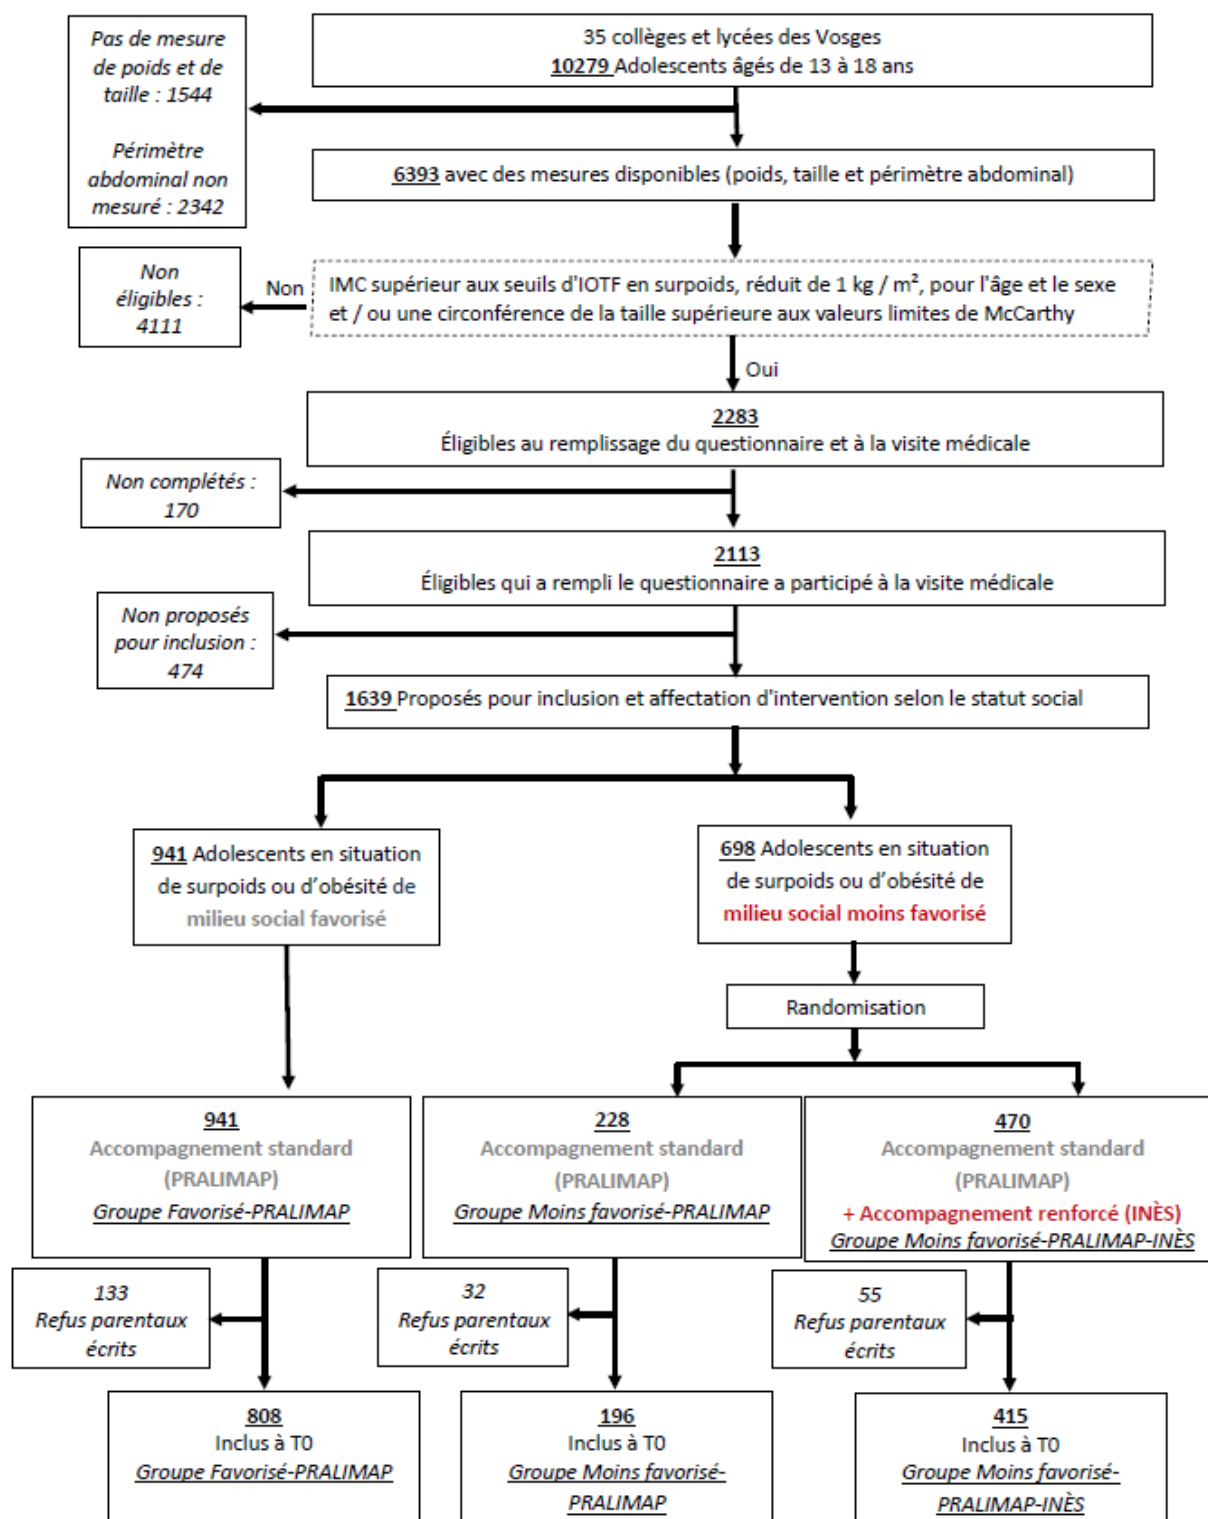 35 collèges et lycées des Vosges
10279 Adolescents âgés de 13 à 18 ans
Pas de mesure
de poids et de
taille : 1544
Périmètre
abdominal non
mesuré : 2342
6393 avec des mesures disponibles (poids, taille et périmètre abdominal)
Non
éligibles :
4111
Non
IMC supérieur aux seuils d'IOTF en surpoids, réduit de 1 kg / m², pour l'âge et le sexe
et / ou une circonférence de la taille supérieure aux valeurs limites de McCarthy
Oui
2283
Éligibles au remplissage du questionnaire et à la visite médicale
Non complétés :
170
2113
Éligibles qui a rempli le questionnaire a participé à la visite médicale
Non proposés
pour inclusion :
474
1639 Proposés pour inclusion et affectation d'intervention selon le statut social
941 Adolescents en situation
de surpoids ou d’obésité de
milieu social favorisé
698 Adolescents en situation
de surpoids ou d’obésité de
milieu social moins favorisé
Randomisation
941
Accompagnement standard
(PRALIMAP)
Groupe Favorisé-PRALIMAP
228
Accompagnement standard
(PRALIMAP)
Groupe Moins favorisé-PRALIMAP
470
Accompagnement standard
(PRALIMAP)
+ Accompagnement renforcé (INÈS)
Groupe Moins favorisé-PRALIMAP-INÈS
133
Refus parentaux
écrits
32
Refus parentaux
écrits
55
Refus parentaux
écrits
808
Inclus à T0
Groupe Favorisé-PRALIMAP
196
Inclus à T0
Groupe Moins favorisé-
PRALIMAP
415
Inclus à T0
Groupe Moins favorisé-
PRALIMAP-INÈS